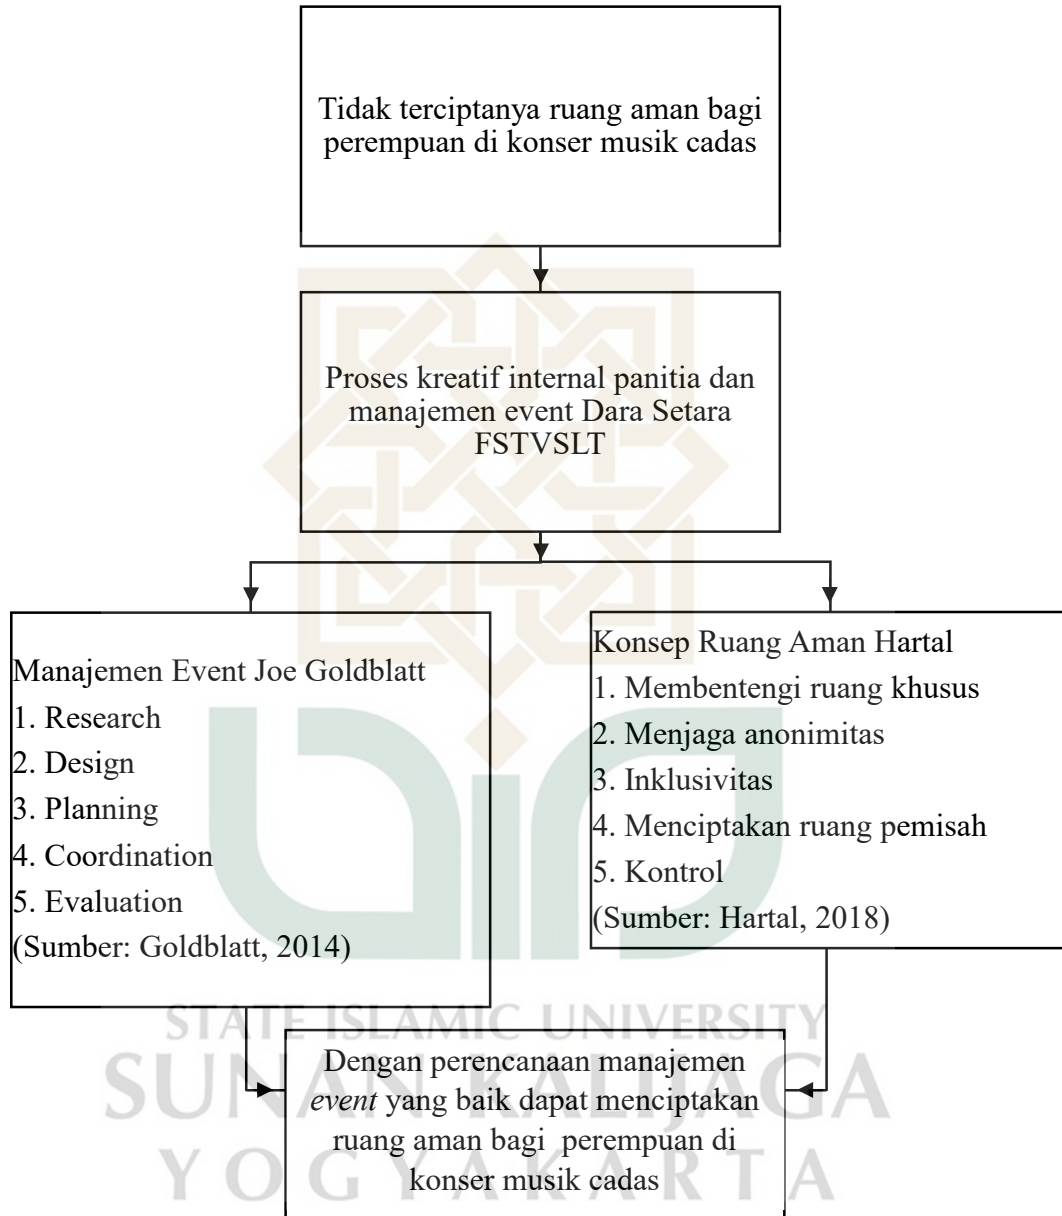 Tidak terciptanya ruang aman bagi
perempuan di konser musik cadas
Proses kreatif internal panitia dan
manajemen event Dara Setara
FSTVSLT
Manajemen Event Joe Goldblatt
1. Research
2. Design
3. Planning
4. Coordination
5. Evaluation
(Sumber: Goldblatt, 2014)
Konsep Ruang Aman Hartal
1. Membentengi ruang khusus
2. Menjaga anonimitas
3. Inklusivitas
4. Menciptakan ruang pemisah
5. Kontrol
(Sumber: Hartal, 2018)
Dengan perencanaan manajemen
event yang baik dapat menciptakan
ruang aman bagi perempuan di
konser musik cadas
STATE ISLAMIC UNIVERSITY
SUNAN KALIJAGA
YOGYAKARTA